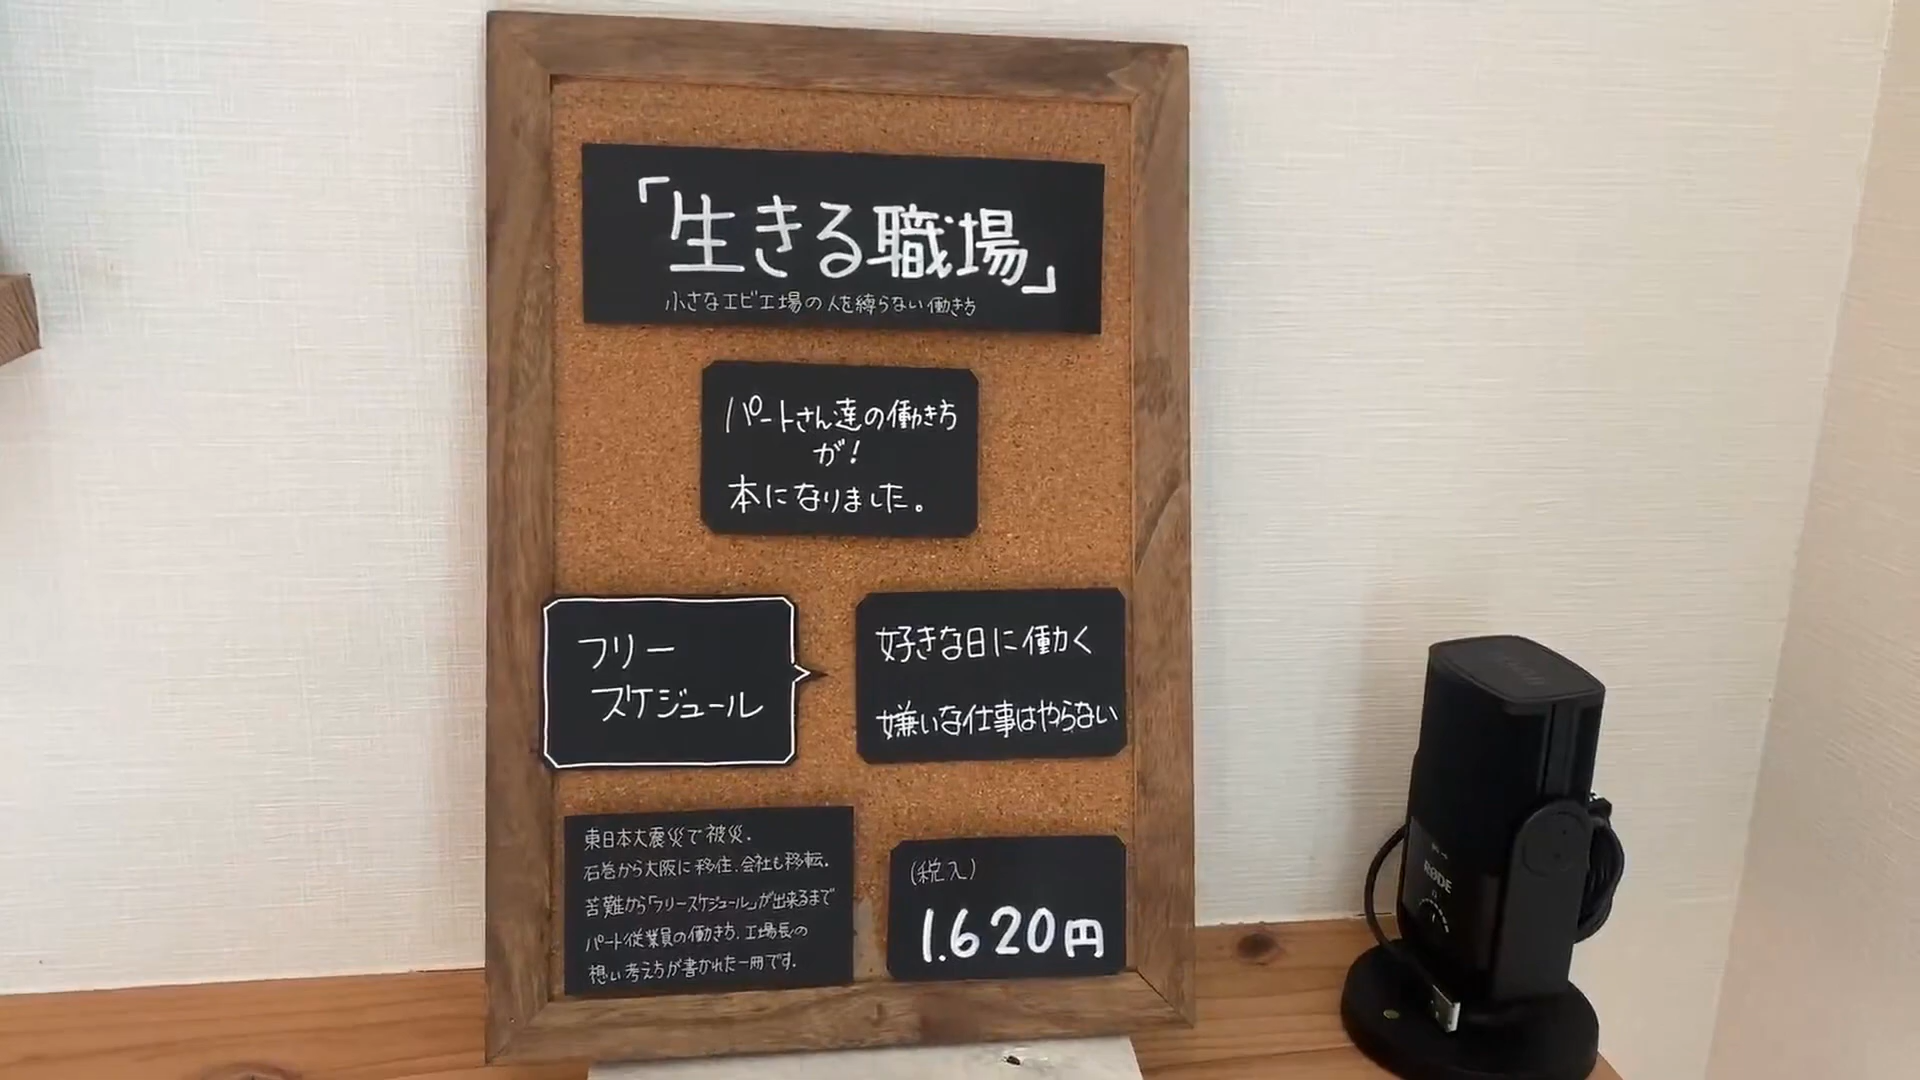 「生きる職場」
小さなエビ工場の人を縛らない働き方
パートさん達の働き方
が!
本になりました。
フリー
スケジュール
好きな日に働く
嫌いな仕事はやらない
東日本大震災で被災.
石巻から大阪に移住.会社も移転.
苦難から「フリースケジュール」が出来るまで
パート従業員の働き方.工場長の
想い考え方が書かれた一冊です.
(税入)
1.620円
RØDE